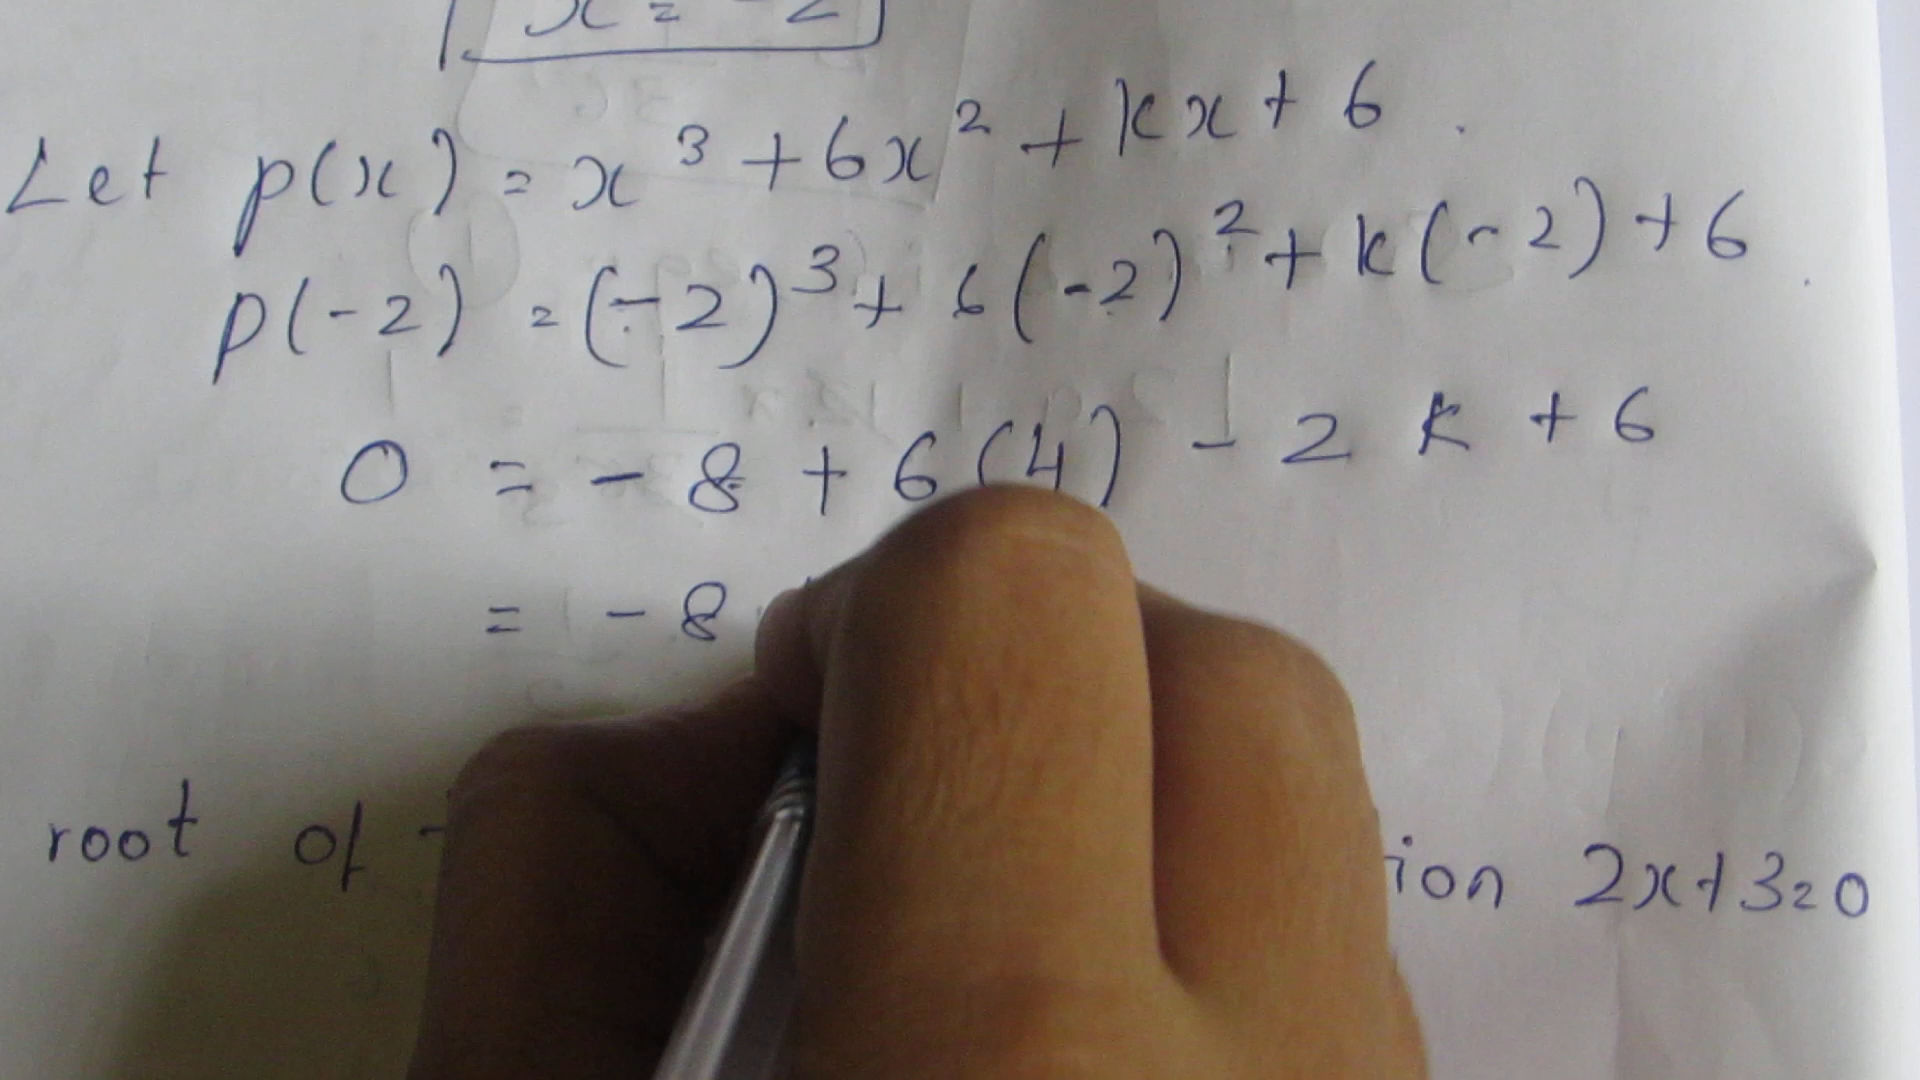 x = -2
Let p(x) = x³ + 6x² + kx + 6.
p(-2) = (-2)³ + 6(-2)² + k(-2) + 6.
0 = - 8 + 6(4) - 2k + 6
= - 8
root of ion 2x+3=0